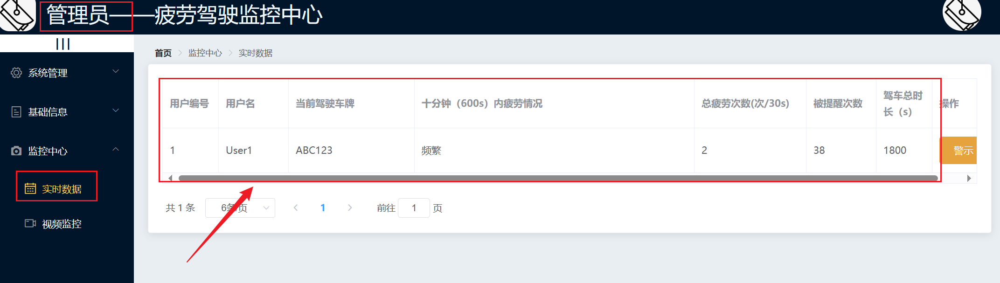 管理员——疲劳驾驶监控中心
|||
系统管理
基础信息
监控中心
实时数据
视频监控
首页 > 监控中心 > 实时数据
用户编号 用户名 当前驾驶车牌 十分钟（600s）内疲劳情况 总疲劳次数(次/30s) 被提醒次数 驾车总时长（s） 操作
1 User1 ABC123 频繁 2 38 1800 警示
共 1 条 6条/页 < 1 > 前往 1 页